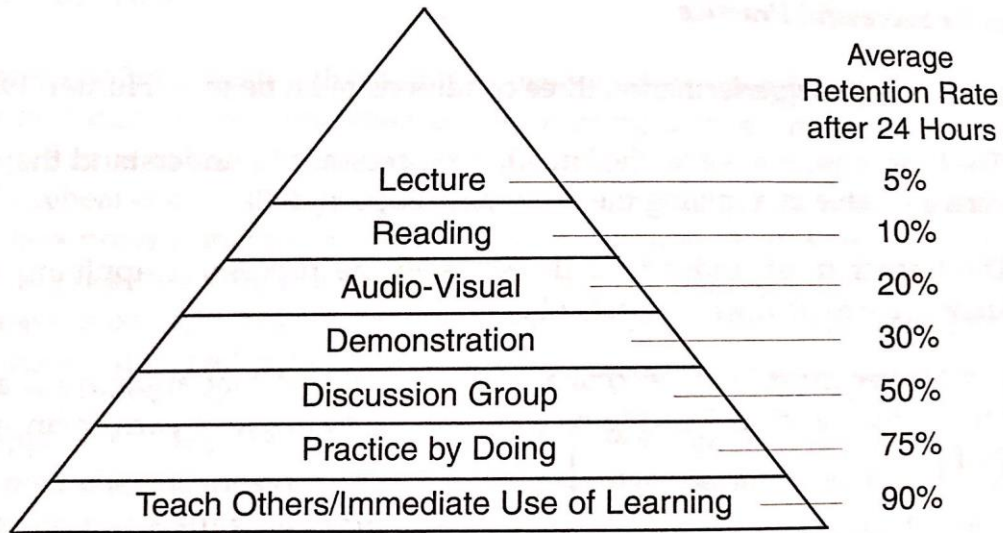 Average
Retention Rate
after 24 Hours
Lecture 5%
Reading 10%
Audio-Visual 20%
Demonstration 30%
Discussion Group 50%
Practice by Doing 75%
Teach Others/Immediate Use of Learning 90%